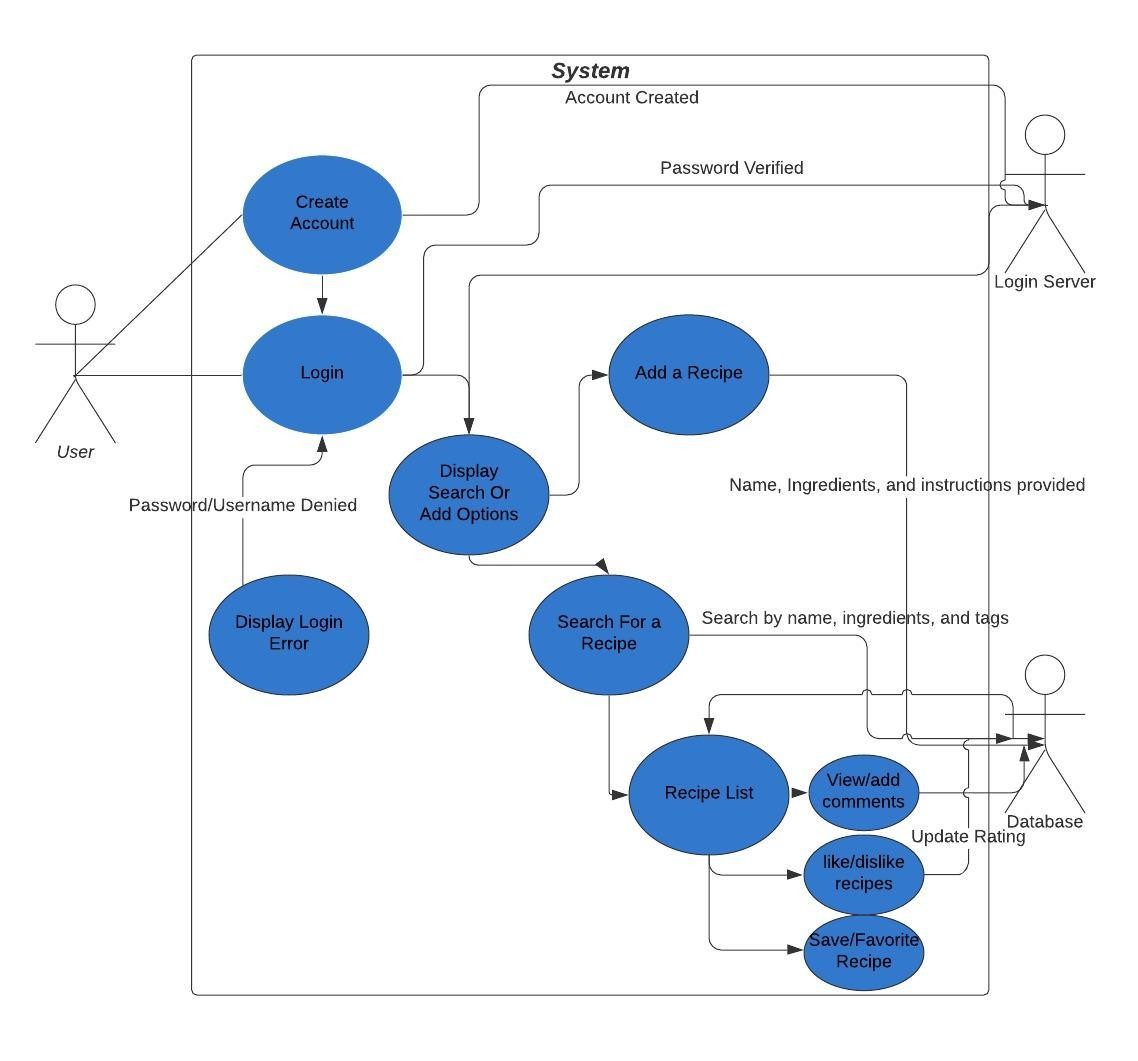 System
Account Created
Password Verified
Create
Account
Login Server
Login
Add a Recipe
User
Display
Search Or
Add Options
Name, Ingredients, and instructions provided
Password/Username Denied
Display Login
Error
Search For a
Recipe
Search by name, ingredients, and tags
Recipe List
View/add
comments
Database
Update Rating
like/dislike
recipes
Save/Favorite
Recipe